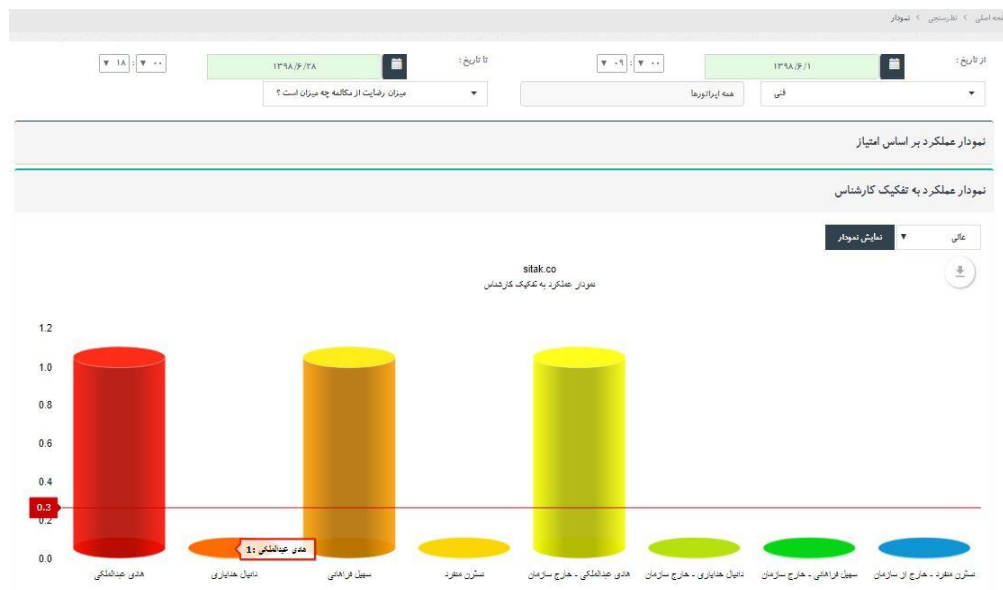 صفحه اصلی > نظرسنجی > نمودار
از تاریخ : ۱۳۹۸/۶/۱ ۰۰ : ۰۹ تا تاریخ : ۱۳۹۸/۶/۲۸ ۰۰ : ۱۸
فنی همه اپراتورها میزان رضایت از مکالمه چه میزان است ؟
نمودار عملکرد بر اساس امتیاز
نمودار عملکرد به تفکیک کارشناس
عالی نمایش نمودار
sitak.co
نمودار عملکرد به تفکیک کارشناس
1.2
1.0
0.8
0.6
0.4
0.3
0.2
0.0
هادی عبدالملکی :1
هادی عبدالملکی
دانیال خدایاری
سهیل فراهانی
نسترن منفرد
هادی عبدالملکی - خارج سازمان
دانیال خدایاری - خارج سازمان
سهیل فراهانی - خارج سازمان
نسترن منفرد - خارج از سازمان